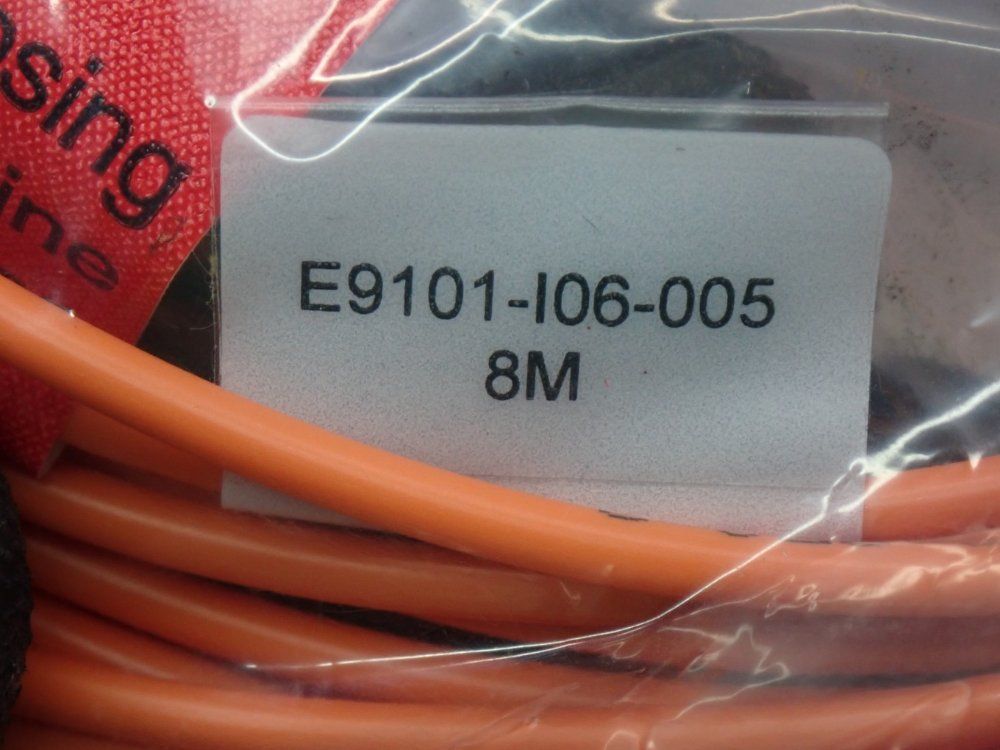 osing
ine
E9101-I06-005
8M